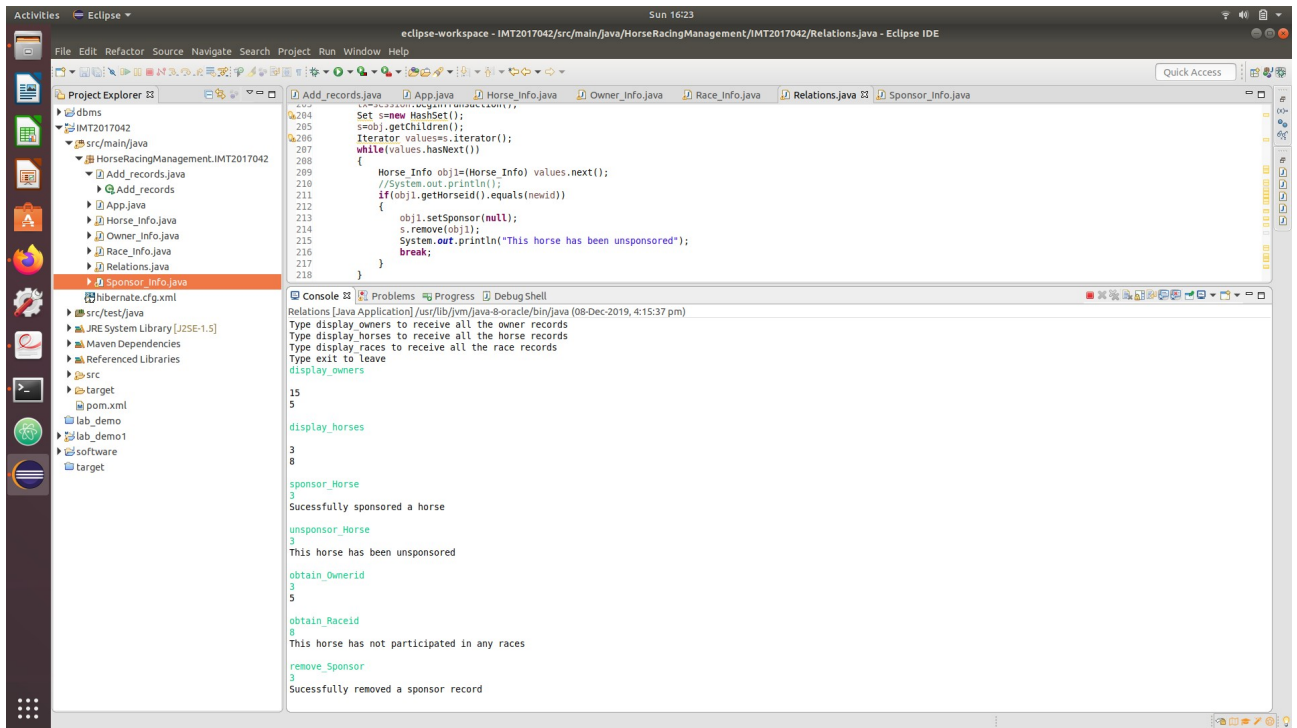 Activities Eclipse Sun 16:23
eclipse-workspace - IMT2017042/src/main/java/HorseRacingManagement/IMT2017042/Relations.java - Eclipse IDE
File Edit Refactor Source Navigate Search Project Run Window Help
Quick Access
Project Explorer
dbms
IMT2017042
src/main/java
HorseRacingManagement.IMT2017042
Add_records.java
Add_records
App.java
Horse_Info.java
Owner_Info.java
Race_Info.java
Relations.java
Sponsor_Info.java
hibernate.cfg.xml
src/test/java
JRE System Library [J2SE-1.5]
Maven Dependencies
Referenced Libraries
src
target
pom.xml
lab_demo
lab_demo1
software
target
Add_records.java App.java Horse_Info.java Owner_Info.java Race_Info.java Relations.java Sponsor_Info.java
203 tx=session.beginTransaction();
204 Set s=new HashSet();
205 s=obj.getChildren();
206 Iterator values=s.iterator();
207 while(values.hasNext())
208 {
209 Horse_Info obj1=(Horse_Info) values.next();
210 //System.out.println();
211 if(obj1.getHorseid().equals(newid))
212 {
213 obj1.setSponsor(null);
214 s.remove(obj1);
215 System.out.println("This horse has been unsponsored");
216 break;
217 }
218 }
Console Problems Progress Debug Shell
Relations [Java Application] /usr/lib/jvm/java-8-oracle/bin/java (08-Dec-2019, 4:15:37 pm)
Type display_owners to receive all the owner records
Type display_horses to receive all the horse records
Type display_races to receive all the race records
Type exit to leave
display_owners
15
5
display_horses
3
8
sponsor_Horse
3
Sucessfully sponsored a horse
unsponsor_Horse
3
This horse has been unsponsored
obtain_Ownerid
3
5
obtain_Raceid
8
This horse has not participated in any races
remove_Sponsor
3
Sucessfully removed a sponsor record